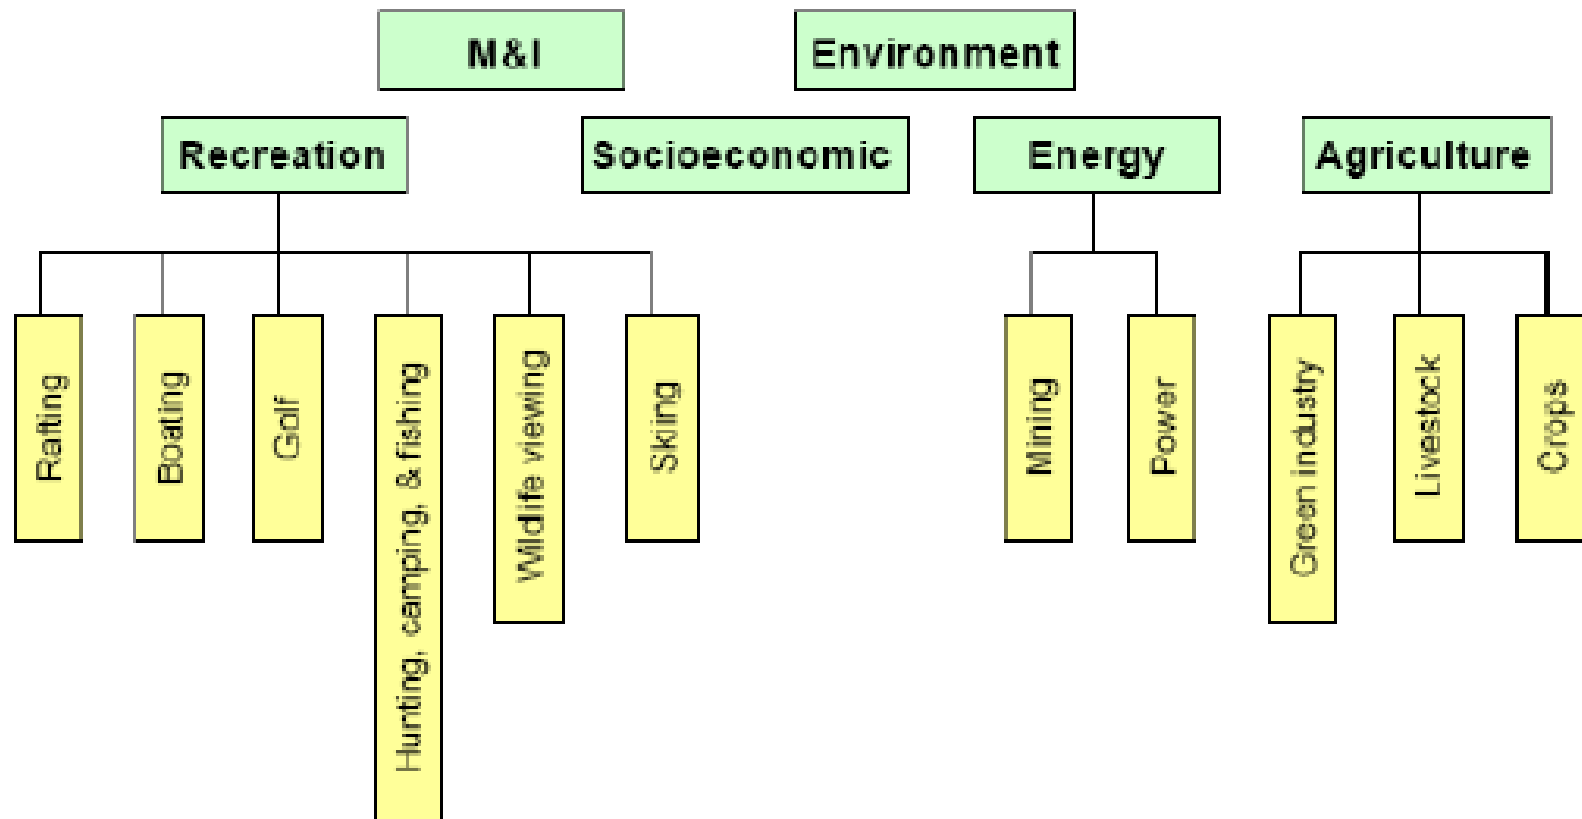 M&I
Environment
Recreation
Socioeconomic
Energy
Agriculture
Rafting
Boating
Golf
Hunting, camping, & fishing
Wildlife viewing
Skiing
Mining
Power
Green industry
Livestock
Crops